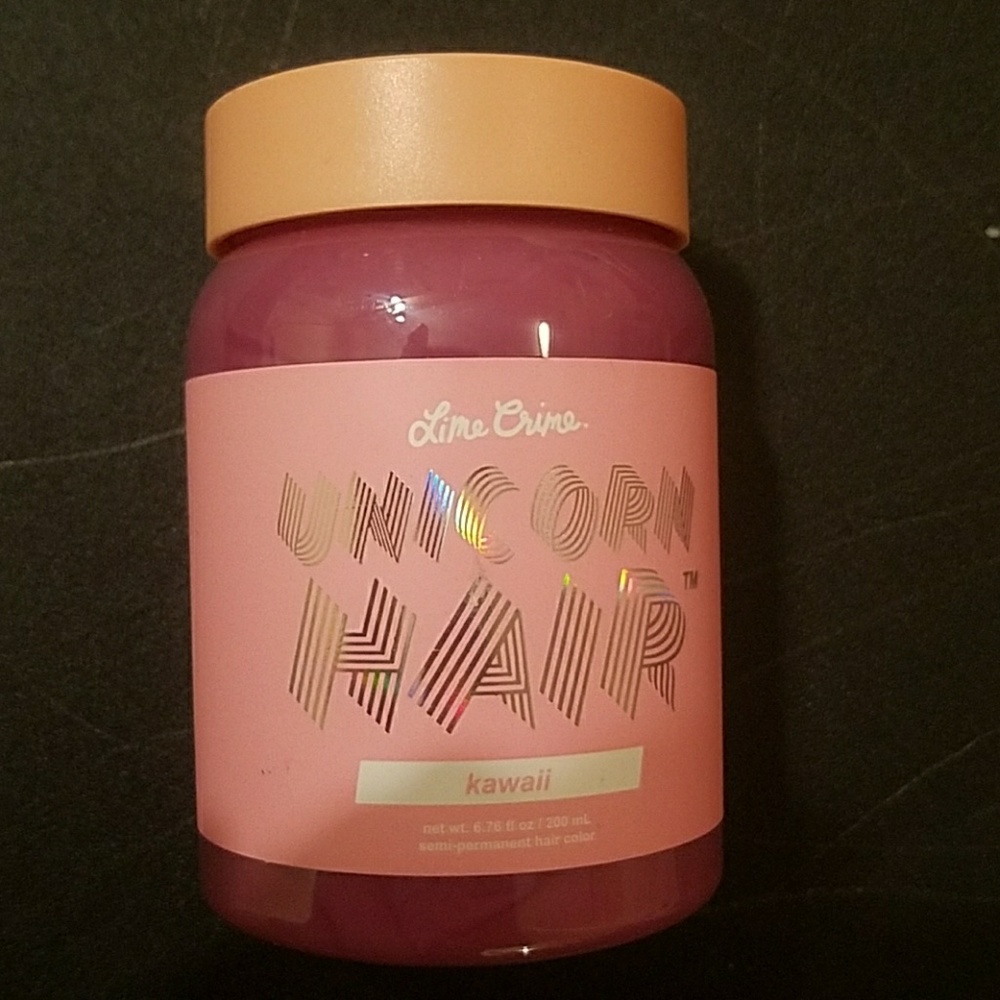 Lime Crime
UNICORN
HAIR™
kawaii
net wt. 6.76 fl oz / 200 mL
semi-permanent hair color